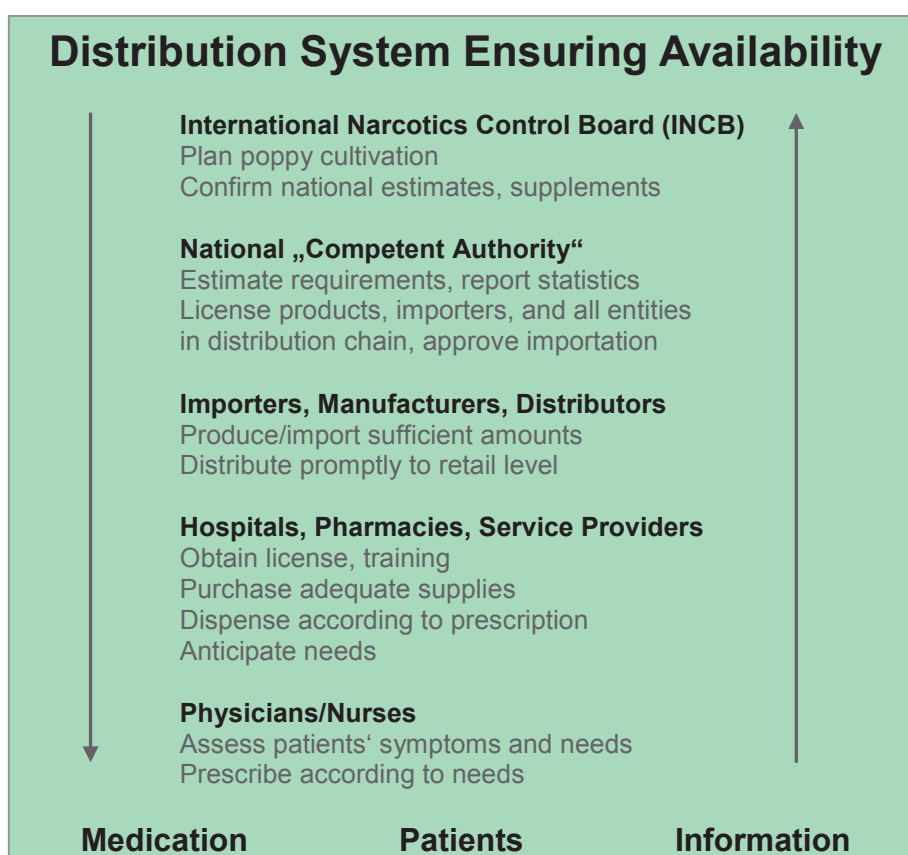 Distribution System Ensuring Availability
International Narcotics Control Board (INCB)
Plan poppy cultivation
Confirm national estimates, supplements
National „Competent Authority“
Estimate requirements, report statistics
License products, importers, and all entities
in distribution chain, approve importation
Importers, Manufacturers, Distributors
Produce/import sufficient amounts
Distribute promptly to retail level
Hospitals, Pharmacies, Service Providers
Obtain license, training
Purchase adequate supplies
Dispense according to prescription
Anticipate needs
Physicians/Nurses
Assess patients‘ symptoms and needs
Prescribe according to needs
Medication Patients Information